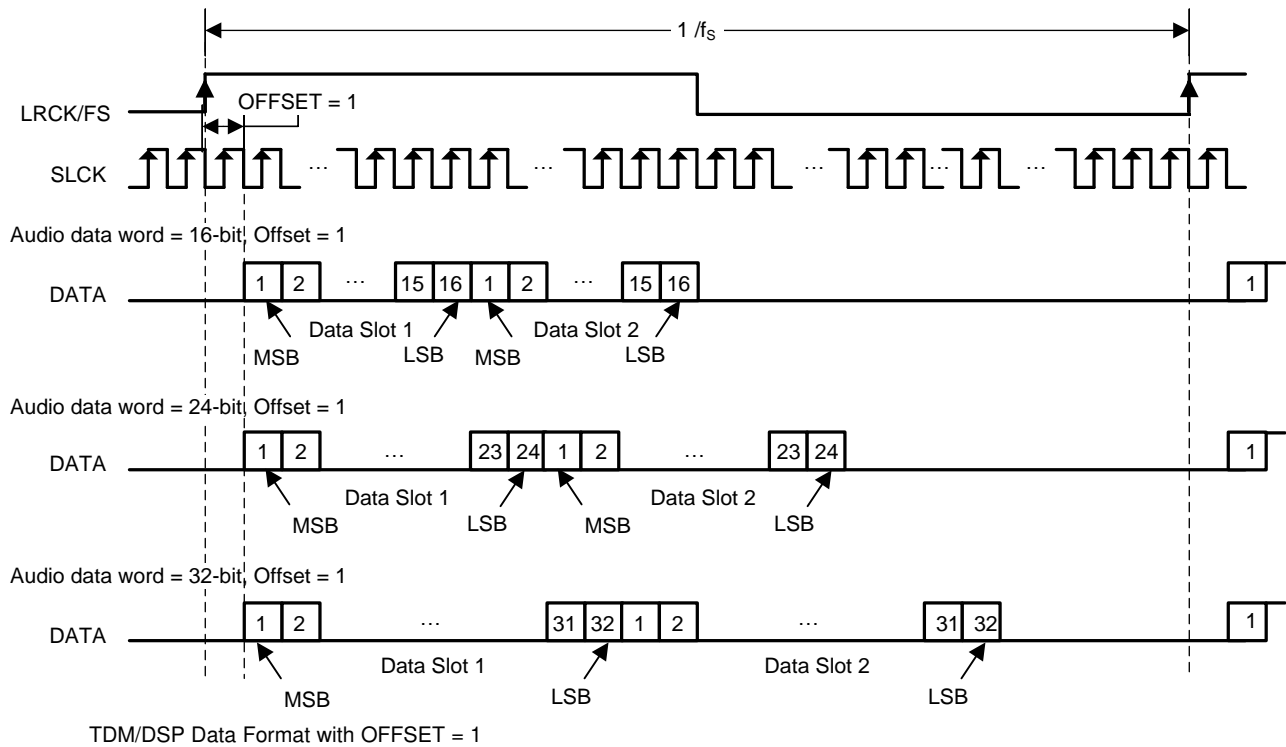 1 /fS
LRCK/FS
OFFSET = 1
SLCK
... ... ... ... ...
Audio data word = 16-bit, Offset = 1
DATA
1 2 ... 15 16 1 2 ... 15 16 1
Data Slot 1 Data Slot 2
MSB LSB MSB LSB
Audio data word = 24-bit, Offset = 1
DATA
1 2 ... 23 24 1 2 ... 23 24 1
Data Slot 1 Data Slot 2
MSB LSB MSB LSB
Audio data word = 32-bit, Offset = 1
DATA
1 2 ... 31 32 1 2 ... 31 32 1
Data Slot 1 Data Slot 2
MSB LSB LSB
TDM/DSP Data Format with OFFSET = 1